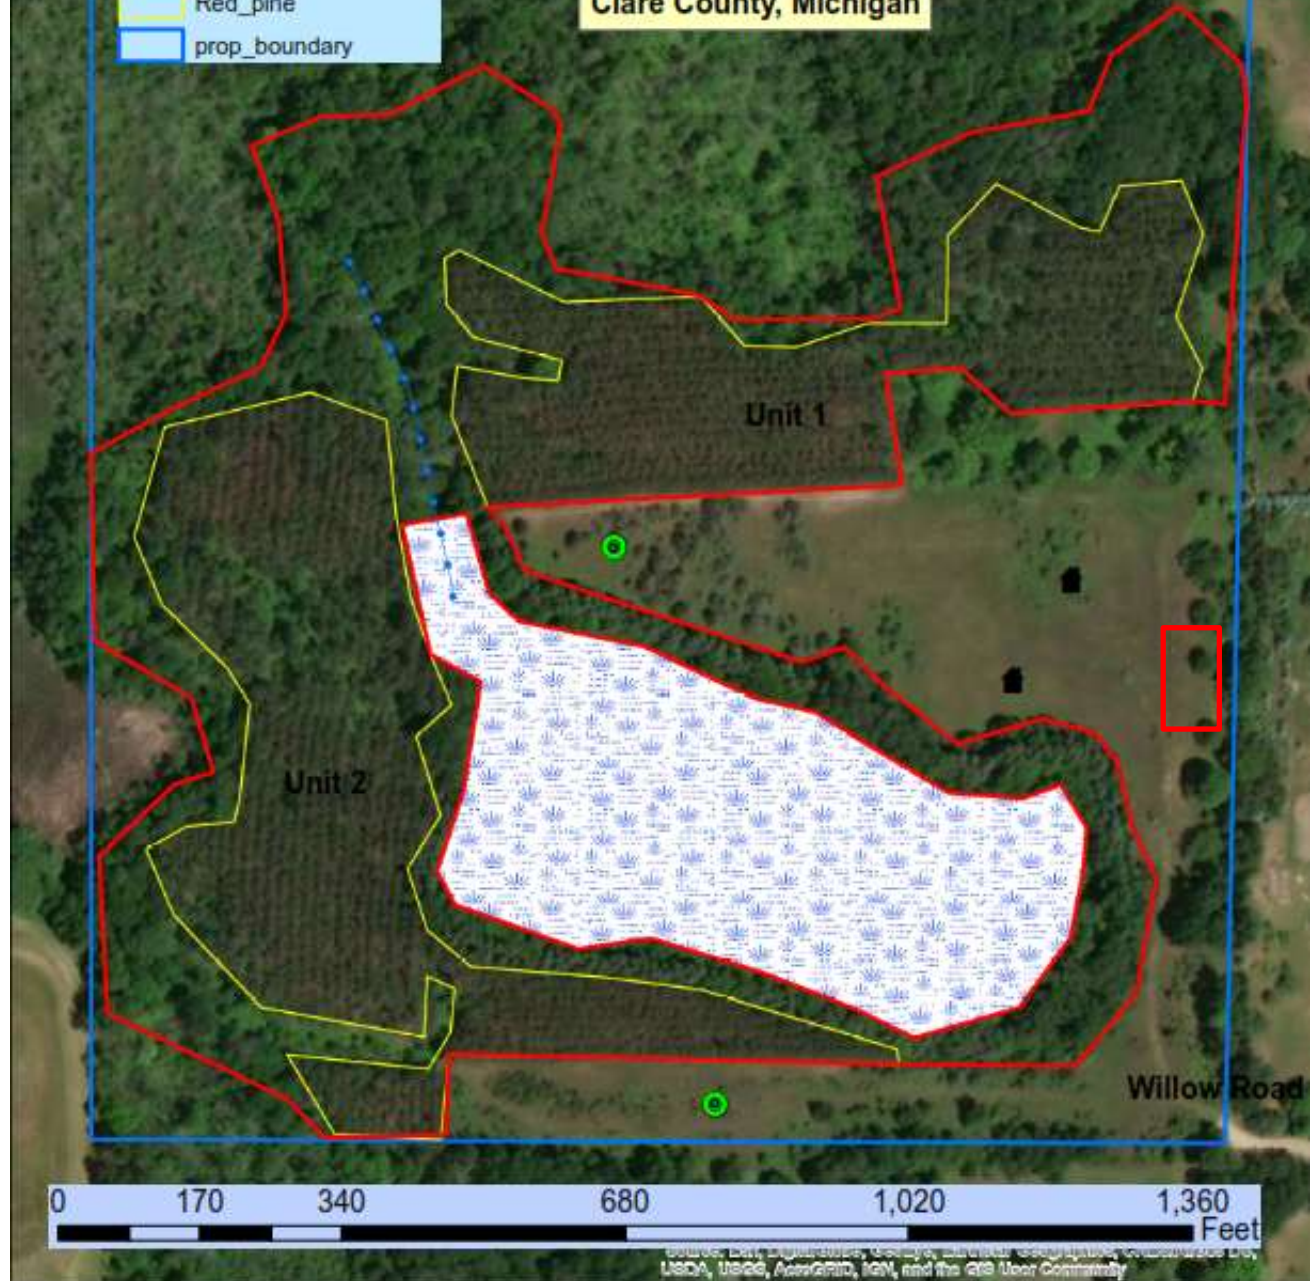 Red_pine
Clare County, Michigan
prop_boundary
Unit 1
Unit 2
Willow Road
0 170 340 680 1,020 1,360
Feet
USDA, USGS, AeroGRID, IGN, and the GIS User Community